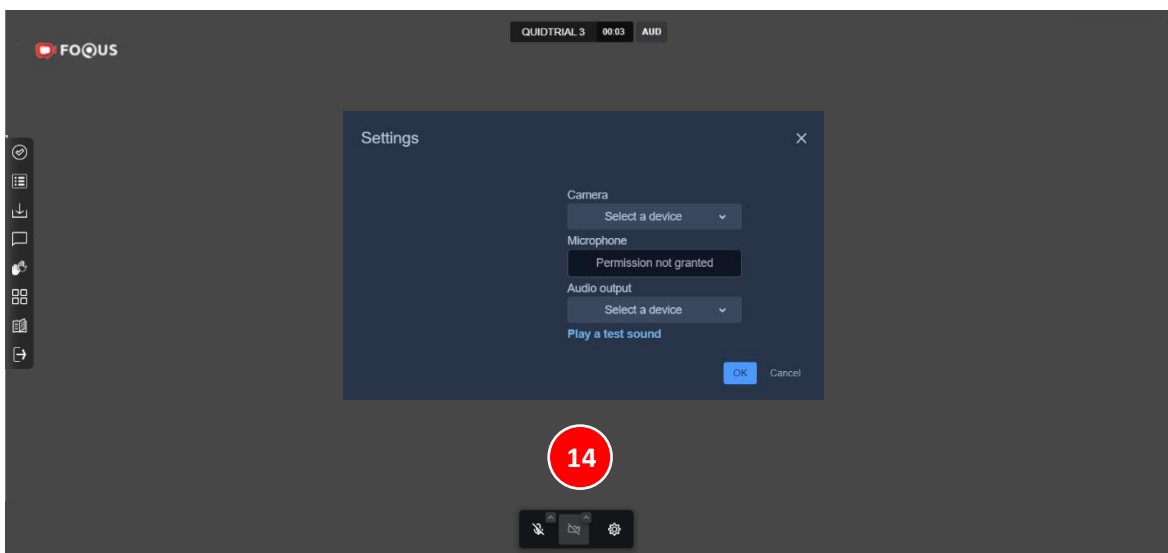 QUIDTRIAL 3 00:03 AUD
FOQUS
Settings
Camera
Select a device
Microphone
Permission not granted
Audio output
Select a device
Play a test sound
OK Cancel
14